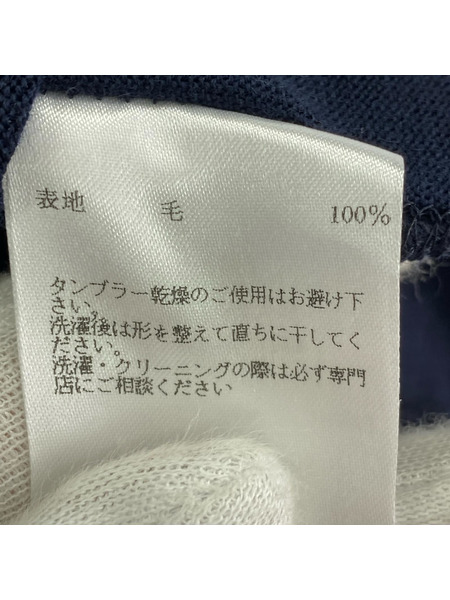 表地 毛 100%
タンブラー乾燥のご使用はお避け下
さい。
洗濯後は形を整えて直ちに干してく
ださい。
洗濯・クリーニングの際は必ず専門
店にご相談ください